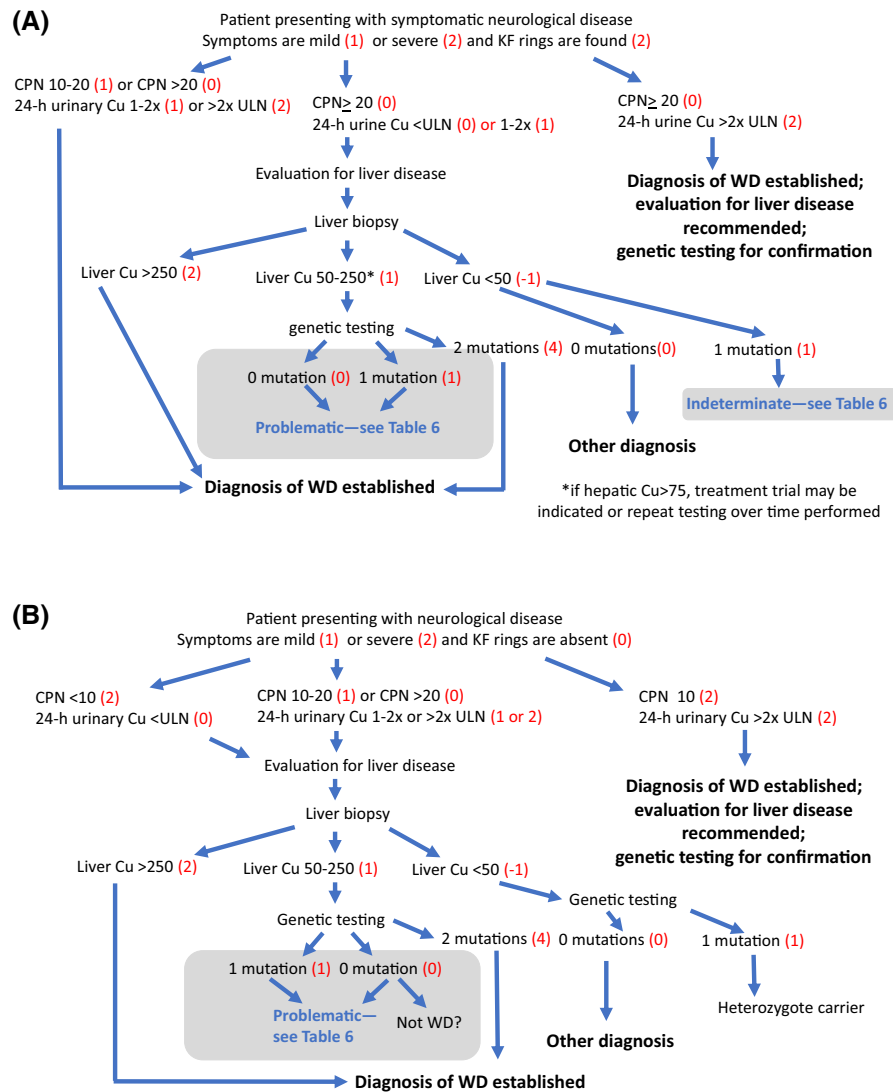 (A)
Patient presenting with symptomatic neurological disease
Symptoms are mild (1) or severe (2) and KF rings are found (2)
CPN 10-20 (1) or CPN >20 (0)
24-h urinary Cu 1-2x (1) or >2x ULN (2)
CPN≥ 20 (0)
24-h urine Cu <ULN (0) or 1-2x (1)
CPN≥ 20 (0)
24-h urine Cu >2x ULN (2)
Evaluation for liver disease
Diagnosis of WD established;
evaluation for liver disease
recommended;
genetic testing for confirmation
Liver biopsy
Liver Cu >250 (2)
Liver Cu 50-250* (1)
Liver Cu <50 (-1)
genetic testing
2 mutations (4)
0 mutations(0)
1 mutation (1)
0 mutation (0)
1 mutation (1)
Problematic—see Table 6
Indeterminate—see Table 6
Other diagnosis
Diagnosis of WD established
*if hepatic Cu>75, treatment trial may be
indicated or repeat testing over time performed
(B)
Patient presenting with neurological disease
Symptoms are mild (1) or severe (2) and KF rings are absent (0)
CPN <10 (2)
24-h urinary Cu <ULN (0)
CPN 10-20 (1) or CPN >20 (0)
24-h urinary Cu 1-2x or >2x ULN (1 or 2)
CPN 10 (2)
24-h urinary Cu >2x ULN (2)
Evaluation for liver disease
Diagnosis of WD established;
evaluation for liver disease
recommended;
genetic testing for confirmation
Liver biopsy
Liver Cu >250 (2)
Liver Cu 50-250 (1)
Liver Cu <50 (-1)
Genetic testing
Genetic testing
2 mutations (4)
0 mutations (0)
1 mutation (1)
1 mutation (1)
0 mutation (0)
Problematic—
see Table 6
Not WD?
Heterozygote carrier
Other diagnosis
Diagnosis of WD established